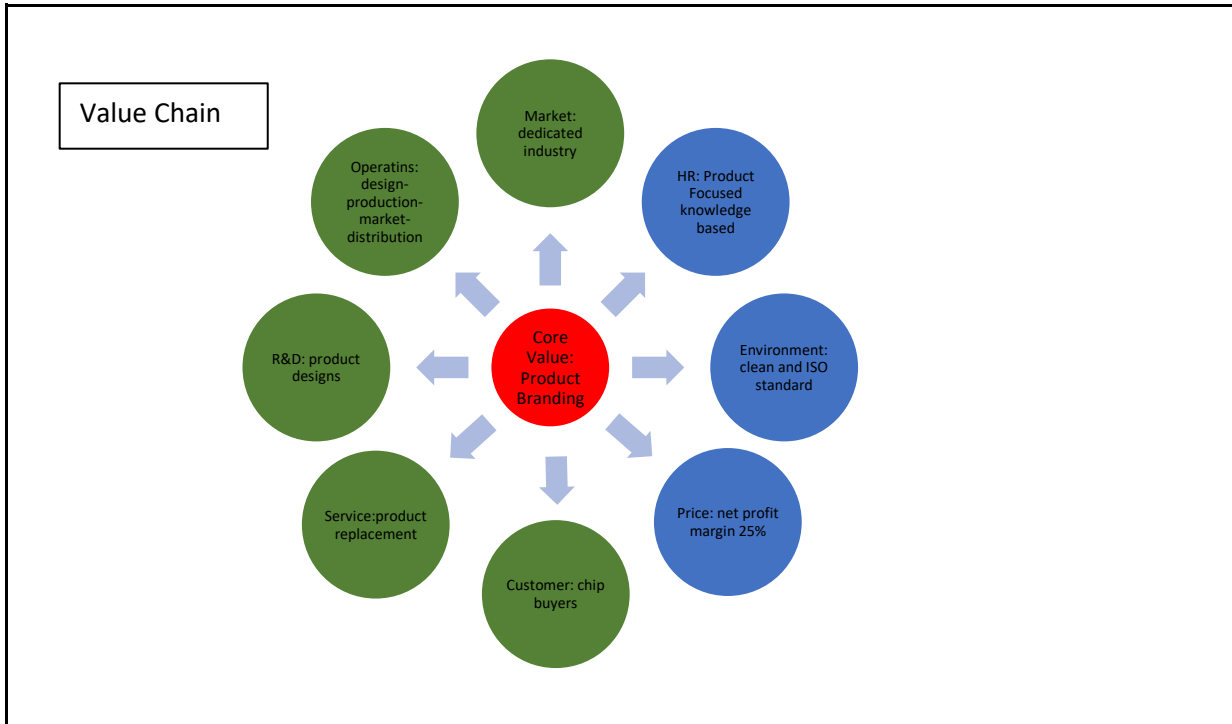 Value Chain
Market:
dedicated
industry
HR: Product
Focused
knowledge
based
Environment:
clean and ISO
standard
Price: net profit
margin 25%
Customer: chip
buyers
Service:product
replacement
R&D: product
designs
Operatins:
design-
production-
market-
distribution
Core
Value:
Product
Branding